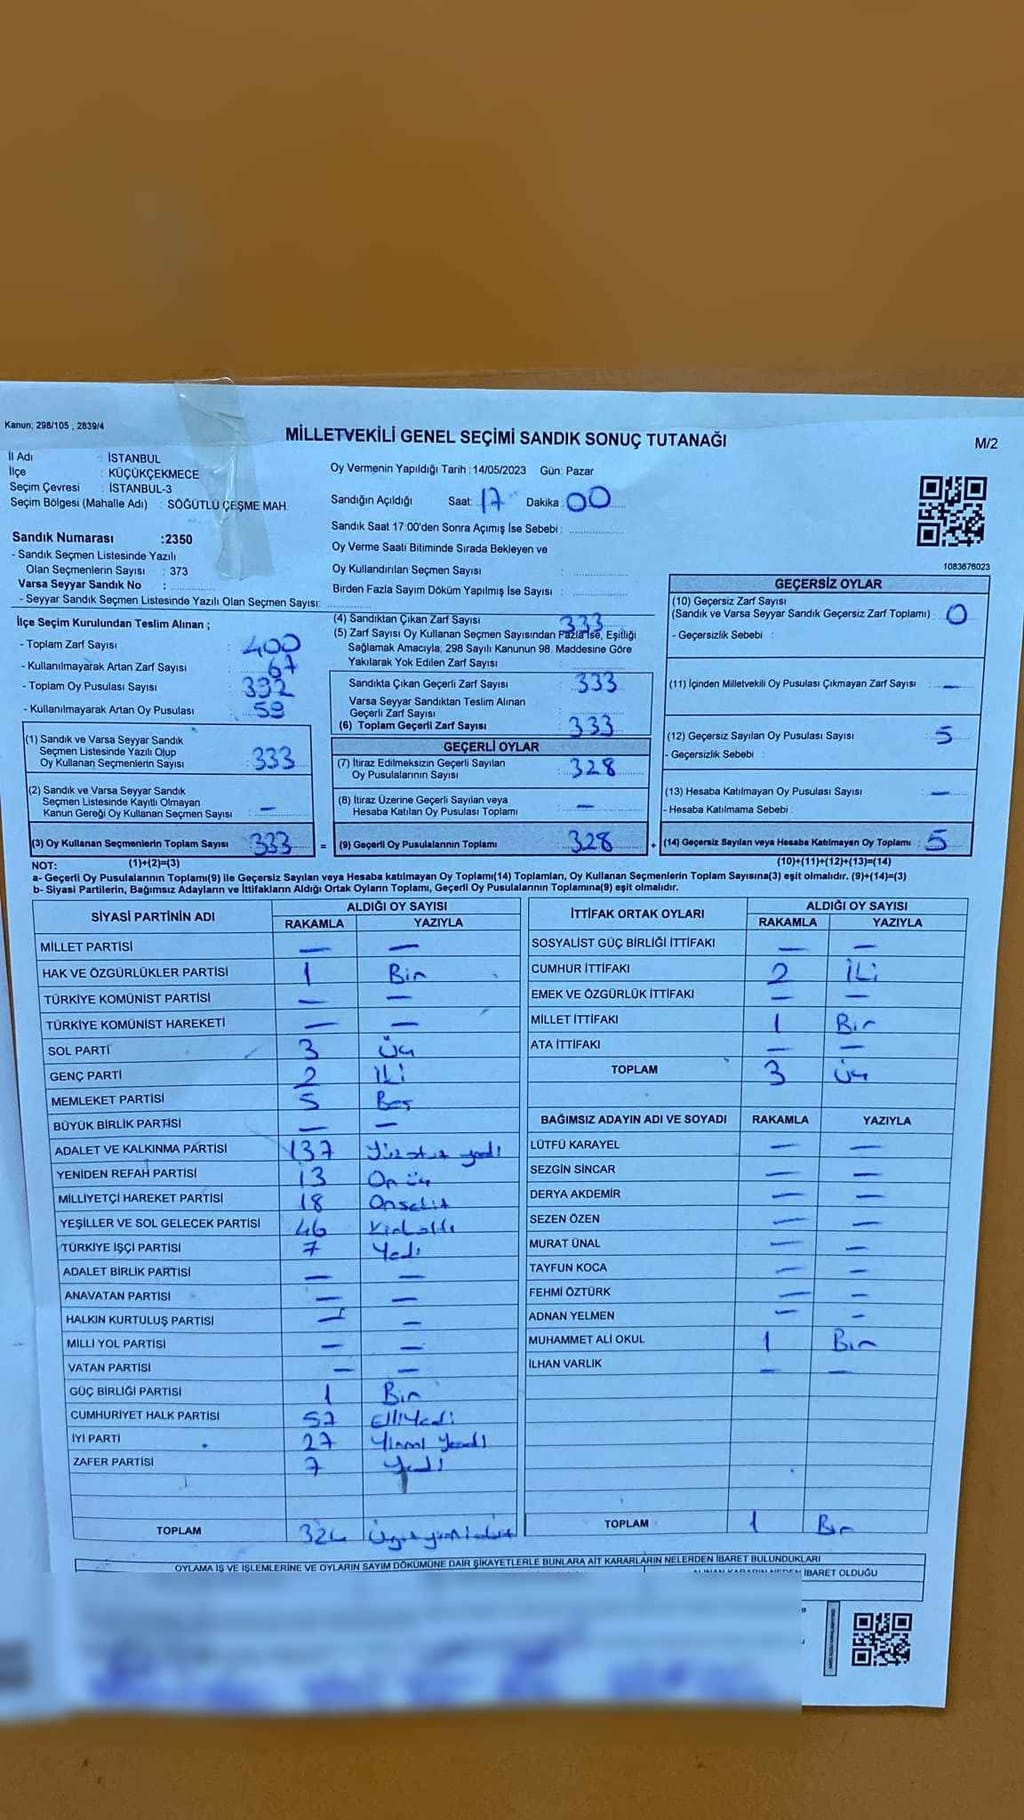 Kanun; 298/105 , 2839/4
MİLLETVEKİLİ GENEL SEÇİMİ SANDIK SONUÇ TUTANAĞI
M/2
İl Adı : İSTANBUL
İlçe : KÜÇÜKÇEKMECE
Seçim Çevresi : İSTANBUL-3
Seçim Bölgesi (Mahalle Adı) : SÖĞÜTLÜ ÇEŞME MAH.
Sandık Numarası :2350
- Sandık Seçmen Listesinde Yazılı
Olan Seçmenlerin Sayısı : 373
Varsa Seyyar Sandık No :
- Seyyar Sandık Seçmen Listesinde Yazılı Olan Seçmen Sayısı:
Oy Vermenin Yapıldığı Tarih : 14/05/2023 Gün: Pazar
Sandığın Açıldığı Saat: 17 Dakika 00
Sandık Saat 17:00'den Sonra Açımış İse Sebebi :
Oy Verme Saati Bitiminde Sırada Bekleyen ve
Oy Kullandırılan Seçmen Sayısı :
Birden Fazla Sayım Döküm Yapılmış İse Sayısı :
1083676023
İlçe Seçim Kurulundan Teslim Alınan ;
- Toplam Zarf Sayısı : 400
- Kullanılmayarak Artan Zarf Sayısı : 67
- Toplam Oy Pusulası Sayısı : 392
- Kullanılmayarak Artan Oy Pusulası : 59
(1) Sandık ve Varsa Seyyar Sandık
Seçmen Listesinde Yazılı Olup
Oy Kullanan Seçmenlerin Sayısı : 333
(2) Sandık ve Varsa Seyyar Sandık
Seçmen Listesinde Kayıtlı Olmayan
Kanun Gereği Oy Kullanan Seçmen Sayısı : —
(3) Oy Kullanan Seçmenlerin Toplam Sayısı : 333 =
(4) Sandıktan Çıkan Zarf Sayısı : 333
(5) Zarf Sayısı Oy Kullanan Seçmen Sayısından Fazla İse, Eşitliği
Sağlamak Amacıyla; 298 Sayılı Kanunun 98. Maddesine Göre
Yakılarak Yok Edilen Zarf Sayısı :
Sandıkta Çıkan Geçerli Zarf Sayısı : 333
Varsa Seyyar Sandıktan Teslim Alınan
Geçerli Zarf Sayısı :
(6) Toplam Geçerli Zarf Sayısı : 333
GEÇERLİ OYLAR
(7) İtiraz Edilmeksizin Geçerli Sayılan
Oy Pusulalarının Sayısı : 328
(8) İtiraz Üzerine Geçerli Sayılan veya
Hesaba Katılan Oy Pusulası Toplamı : —
(9) Geçerli Oy Pusulalarının Toplamı : 328 +
GEÇERSİZ OYLAR
(10) Geçersiz Zarf Sayısı
(Sandık ve Varsa Seyyar Sandık Geçersiz Zarf Toplamı) : 0
- Geçersizlik Sebebi :
(11) İçinden Milletvekili Oy Pusulası Çıkmayan Zarf Sayısı : —
(12) Geçersiz Sayılan Oy Pusulası Sayısı : 5
- Geçersizlik Sebebi :
(13) Hesaba Katılmayan Oy Pusulası Sayısı : —
- Hesaba Katılmama Sebebi :
(14) Geçersiz Sayılan veya Hesaba Katılmayan Oy Toplamı : 5
NOT: (1)+(2)=(3) (10)+(11)+(12)+(13)=(14)
a- Geçerli Oy Pusulalarının Toplamı(9) ile Geçersiz Sayılan veya Hesaba katılmayan Oy Toplamı(14) Toplamları, Oy Kullanan Seçmenlerin Toplam Sayısına(3) eşit olmalıdır. (9)+(14)=(3)
b- Siyasi Partilerin, Bağımsız Adayların ve İttifakların Aldığı Ortak Oyların Toplamı, Geçerli Oy Pusulalarının Toplamına(9) eşit olmalıdır.
SİYASİ PARTİNİN ADI ALDIĞI OY SAYISI
RAKAMLA YAZIYLA
MİLLET PARTİSİ — —
HAK VE ÖZGÜRLÜKLER PARTİSİ 1 Bir
TÜRKİYE KOMÜNİST PARTİSİ — —
TÜRKİYE KOMÜNİST HAREKETİ — —
SOL PARTİ 3 Üç
GENÇ PARTİ 2 İki
MEMLEKET PARTİSİ 5 Beş
BÜYÜK BİRLİK PARTİSİ — —
ADALET VE KALKINMA PARTİSİ 137 Yüzotuz yedi
YENİDEN REFAH PARTİSİ 13 On üç
MİLLİYETÇİ HAREKET PARTİSİ 18 Onsekiz
YEŞİLLER VE SOL GELECEK PARTİSİ 46 Kırkaltı
TÜRKİYE İŞÇİ PARTİSİ 7 Yedi
ADALET BİRLİK PARTİSİ — —
ANAVATAN PARTİSİ — —
HALKIN KURTULUŞ PARTİSİ — —
MİLLİ YOL PARTİSİ — —
VATAN PARTİSİ — —
GÜÇ BİRLİĞİ PARTİSİ 1 Bir
CUMHURİYET HALK PARTİSİ 57 Elliyedi
İYİ PARTİ 27 Yirmi Yedi
ZAFER PARTİSİ 7 Yedi
TOPLAM 324 Üçyüzyirmidört
İTTİFAK ORTAK OYLARI ALDIĞI OY SAYISI
RAKAMLA YAZIYLA
SOSYALİST GÜÇ BİRLİĞİ İTTİFAKI — —
CUMHUR İTTİFAKI 2 İki
EMEK VE ÖZGÜRLÜK İTTİFAKI — —
MİLLET İTTİFAKI 1 Bir
ATA İTTİFAKI — —
TOPLAM 3 Üç
BAĞIMSIZ ADAYIN ADI VE SOYADI RAKAMLA YAZIYLA
LÜTFÜ KARAYEL — —
SEZGİN SİNCAR — —
DERYA AKDEMİR — —
SEZEN ÖZEN — —
MURAT ÜNAL — —
TAYFUN KOCA — —
FEHMİ ÖZTÜRK — —
ADNAN YELMEN — —
MUHAMMET ALİ OKUL 1 Bir
İLHAN VARLIK — —
TOPLAM 1 Bir
OYLAMA İŞ VE İŞLEMLERİNE VE OYLARIN SAYIM DÖKÜMÜNE DAİR ŞİKAYETLERLE BUNLARA AİT KARARLARIN NELERDEN İBARET BULUNDUKLARI
ALINAN KARARIN NEDEN İBARET OLDUĞU